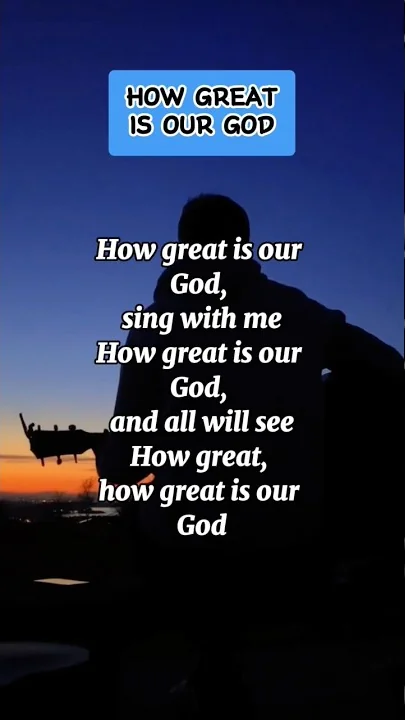 HOW GREAT
IS OUR GOD
How great is our
God,
sing with me
How great is our
God,
and all will see
How great,
how great is our
God